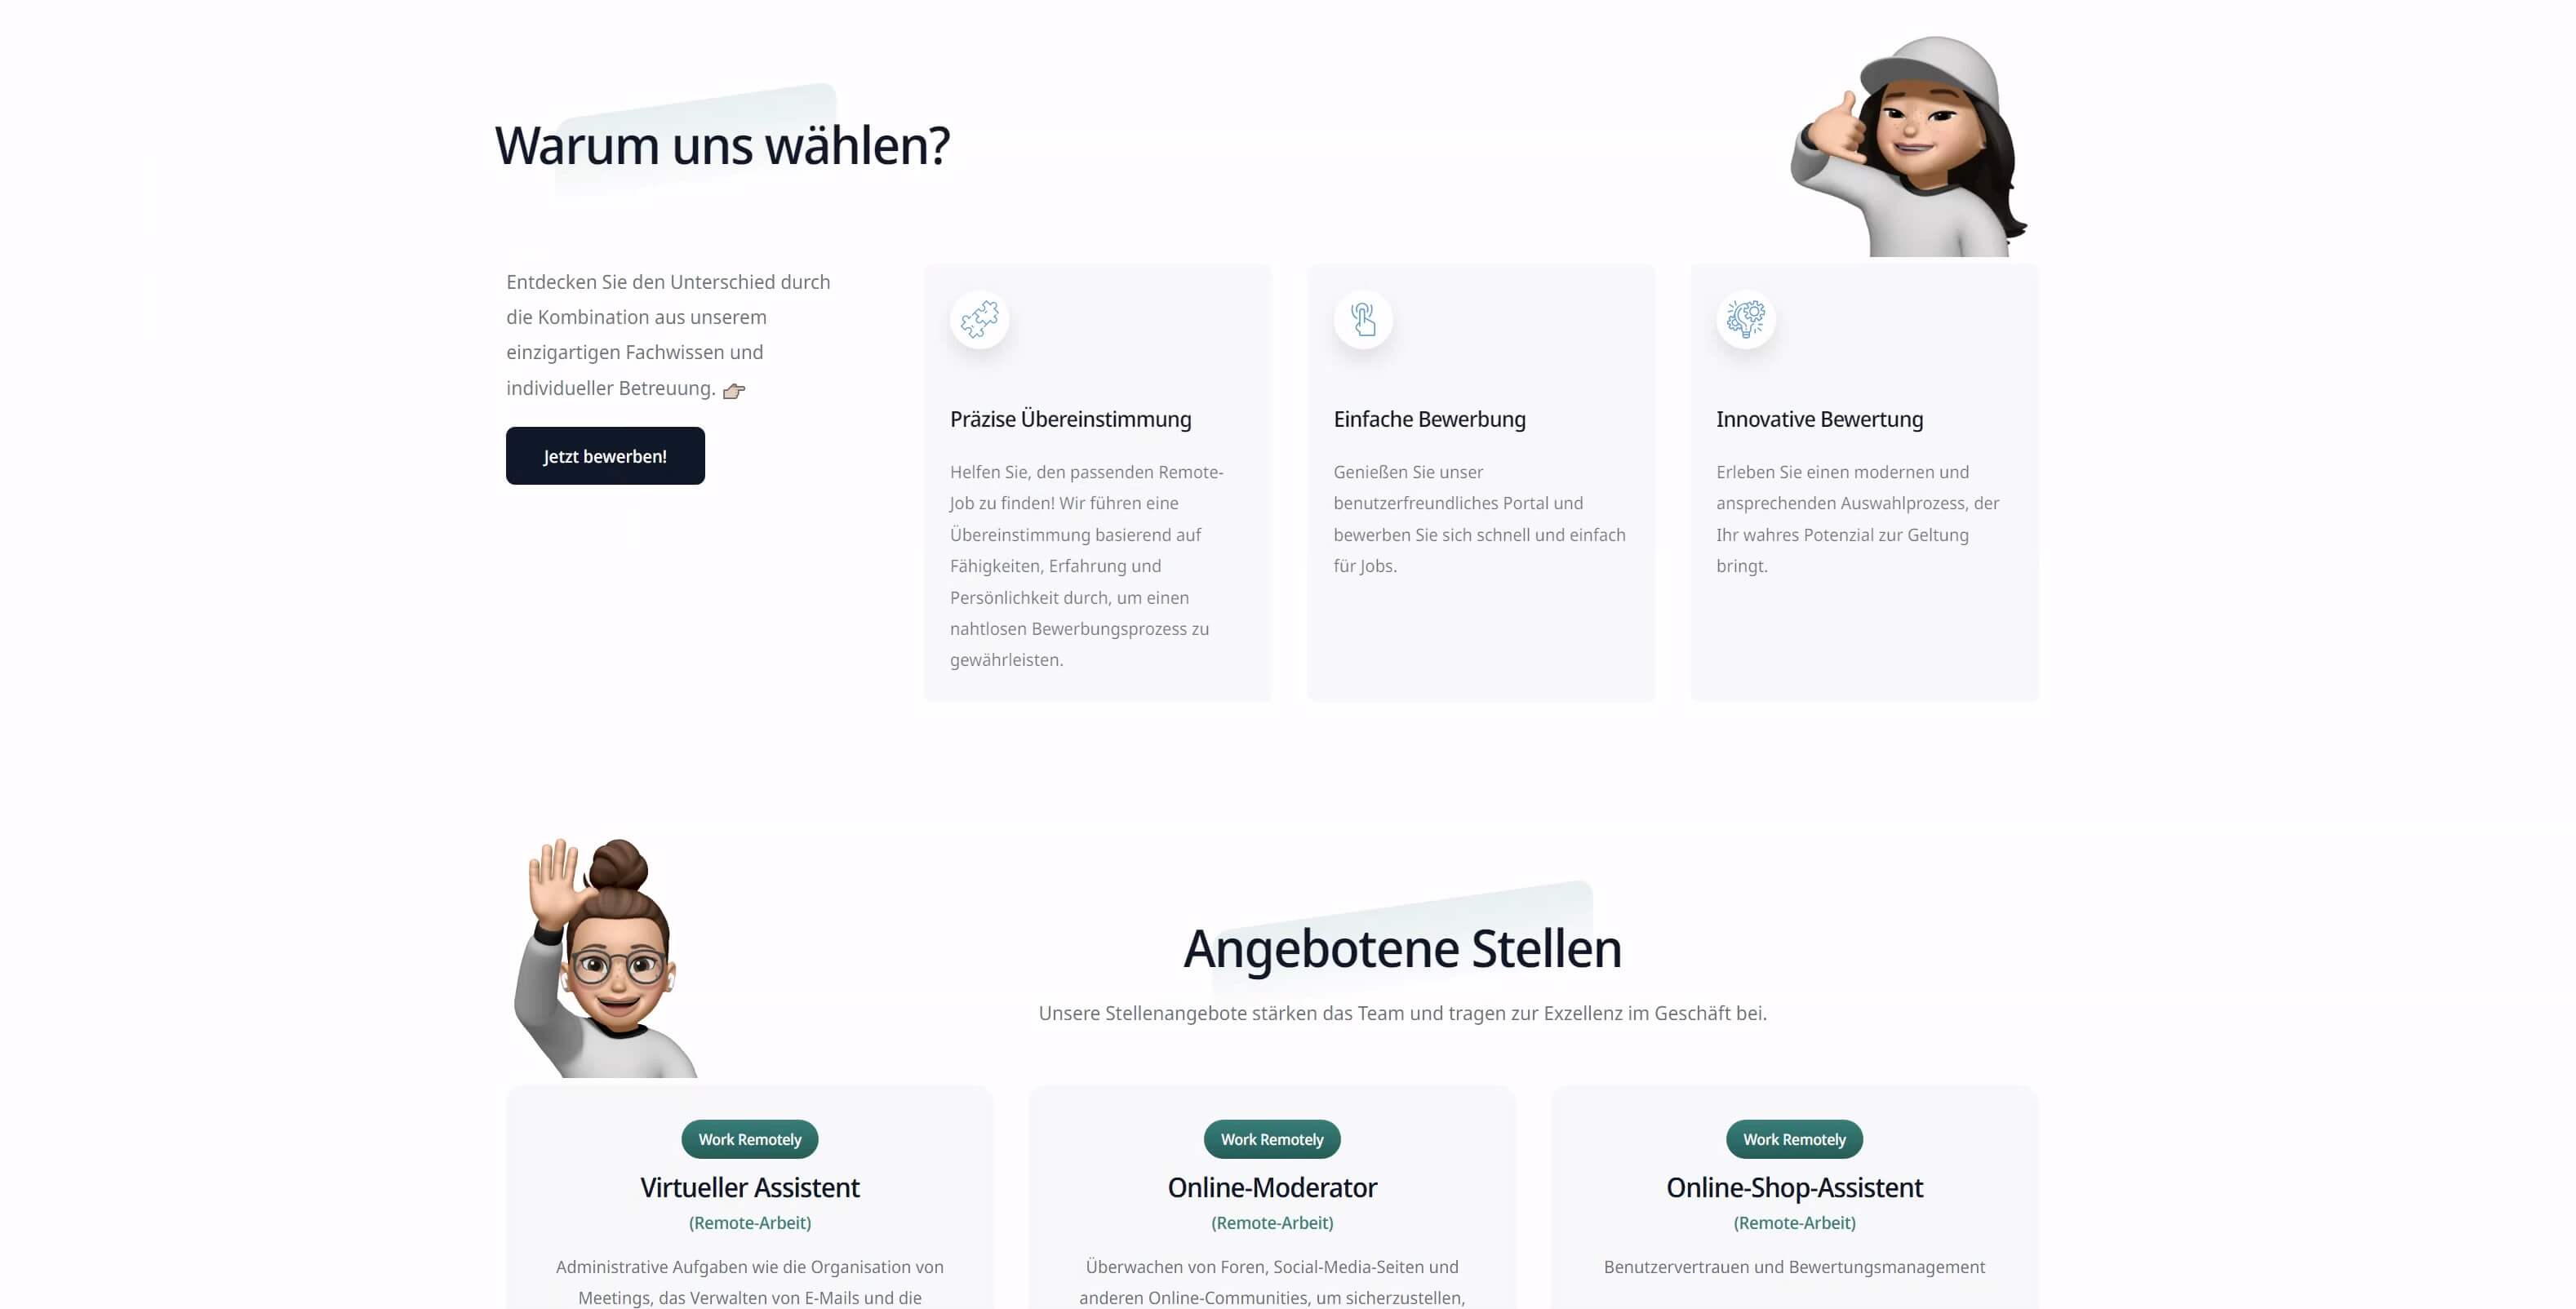 Warum uns wählen?
Entdecken Sie den Unterschied durch
die Kombination aus unserem
einzigartigen Fachwissen und
individueller Betreuung. 👉🏼
Jetzt bewerben!
Präzise Übereinstimmung
Helfen Sie, den passenden Remote-
Job zu finden! Wir führen eine
Übereinstimmung basierend auf
Fähigkeiten, Erfahrung und
Persönlichkeit durch, um einen
nahtlosen Bewerbungsprozess zu
gewährleisten.
Einfache Bewerbung
Genießen Sie unser
benutzerfreundliches Portal und
bewerben Sie sich schnell und einfach
für Jobs.
Innovative Bewertung
Erleben Sie einen modernen und
ansprechenden Auswahlprozess, der
Ihr wahres Potenzial zur Geltung
bringt.
Angebotene Stellen
Unsere Stellenangebote stärken das Team und tragen zur Exzellenz im Geschäft bei.
Work Remotely
Virtueller Assistent
(Remote-Arbeit)
Administrative Aufgaben wie die Organisation von
Meetings, das Verwalten von E-Mails und die
Work Remotely
Online-Moderator
(Remote-Arbeit)
Überwachen von Foren, Social-Media-Seiten und
anderen Online-Communities, um sicherzustellen,
Work Remotely
Online-Shop-Assistent
(Remote-Arbeit)
Benutzervertrauen und Bewertungsmanagement